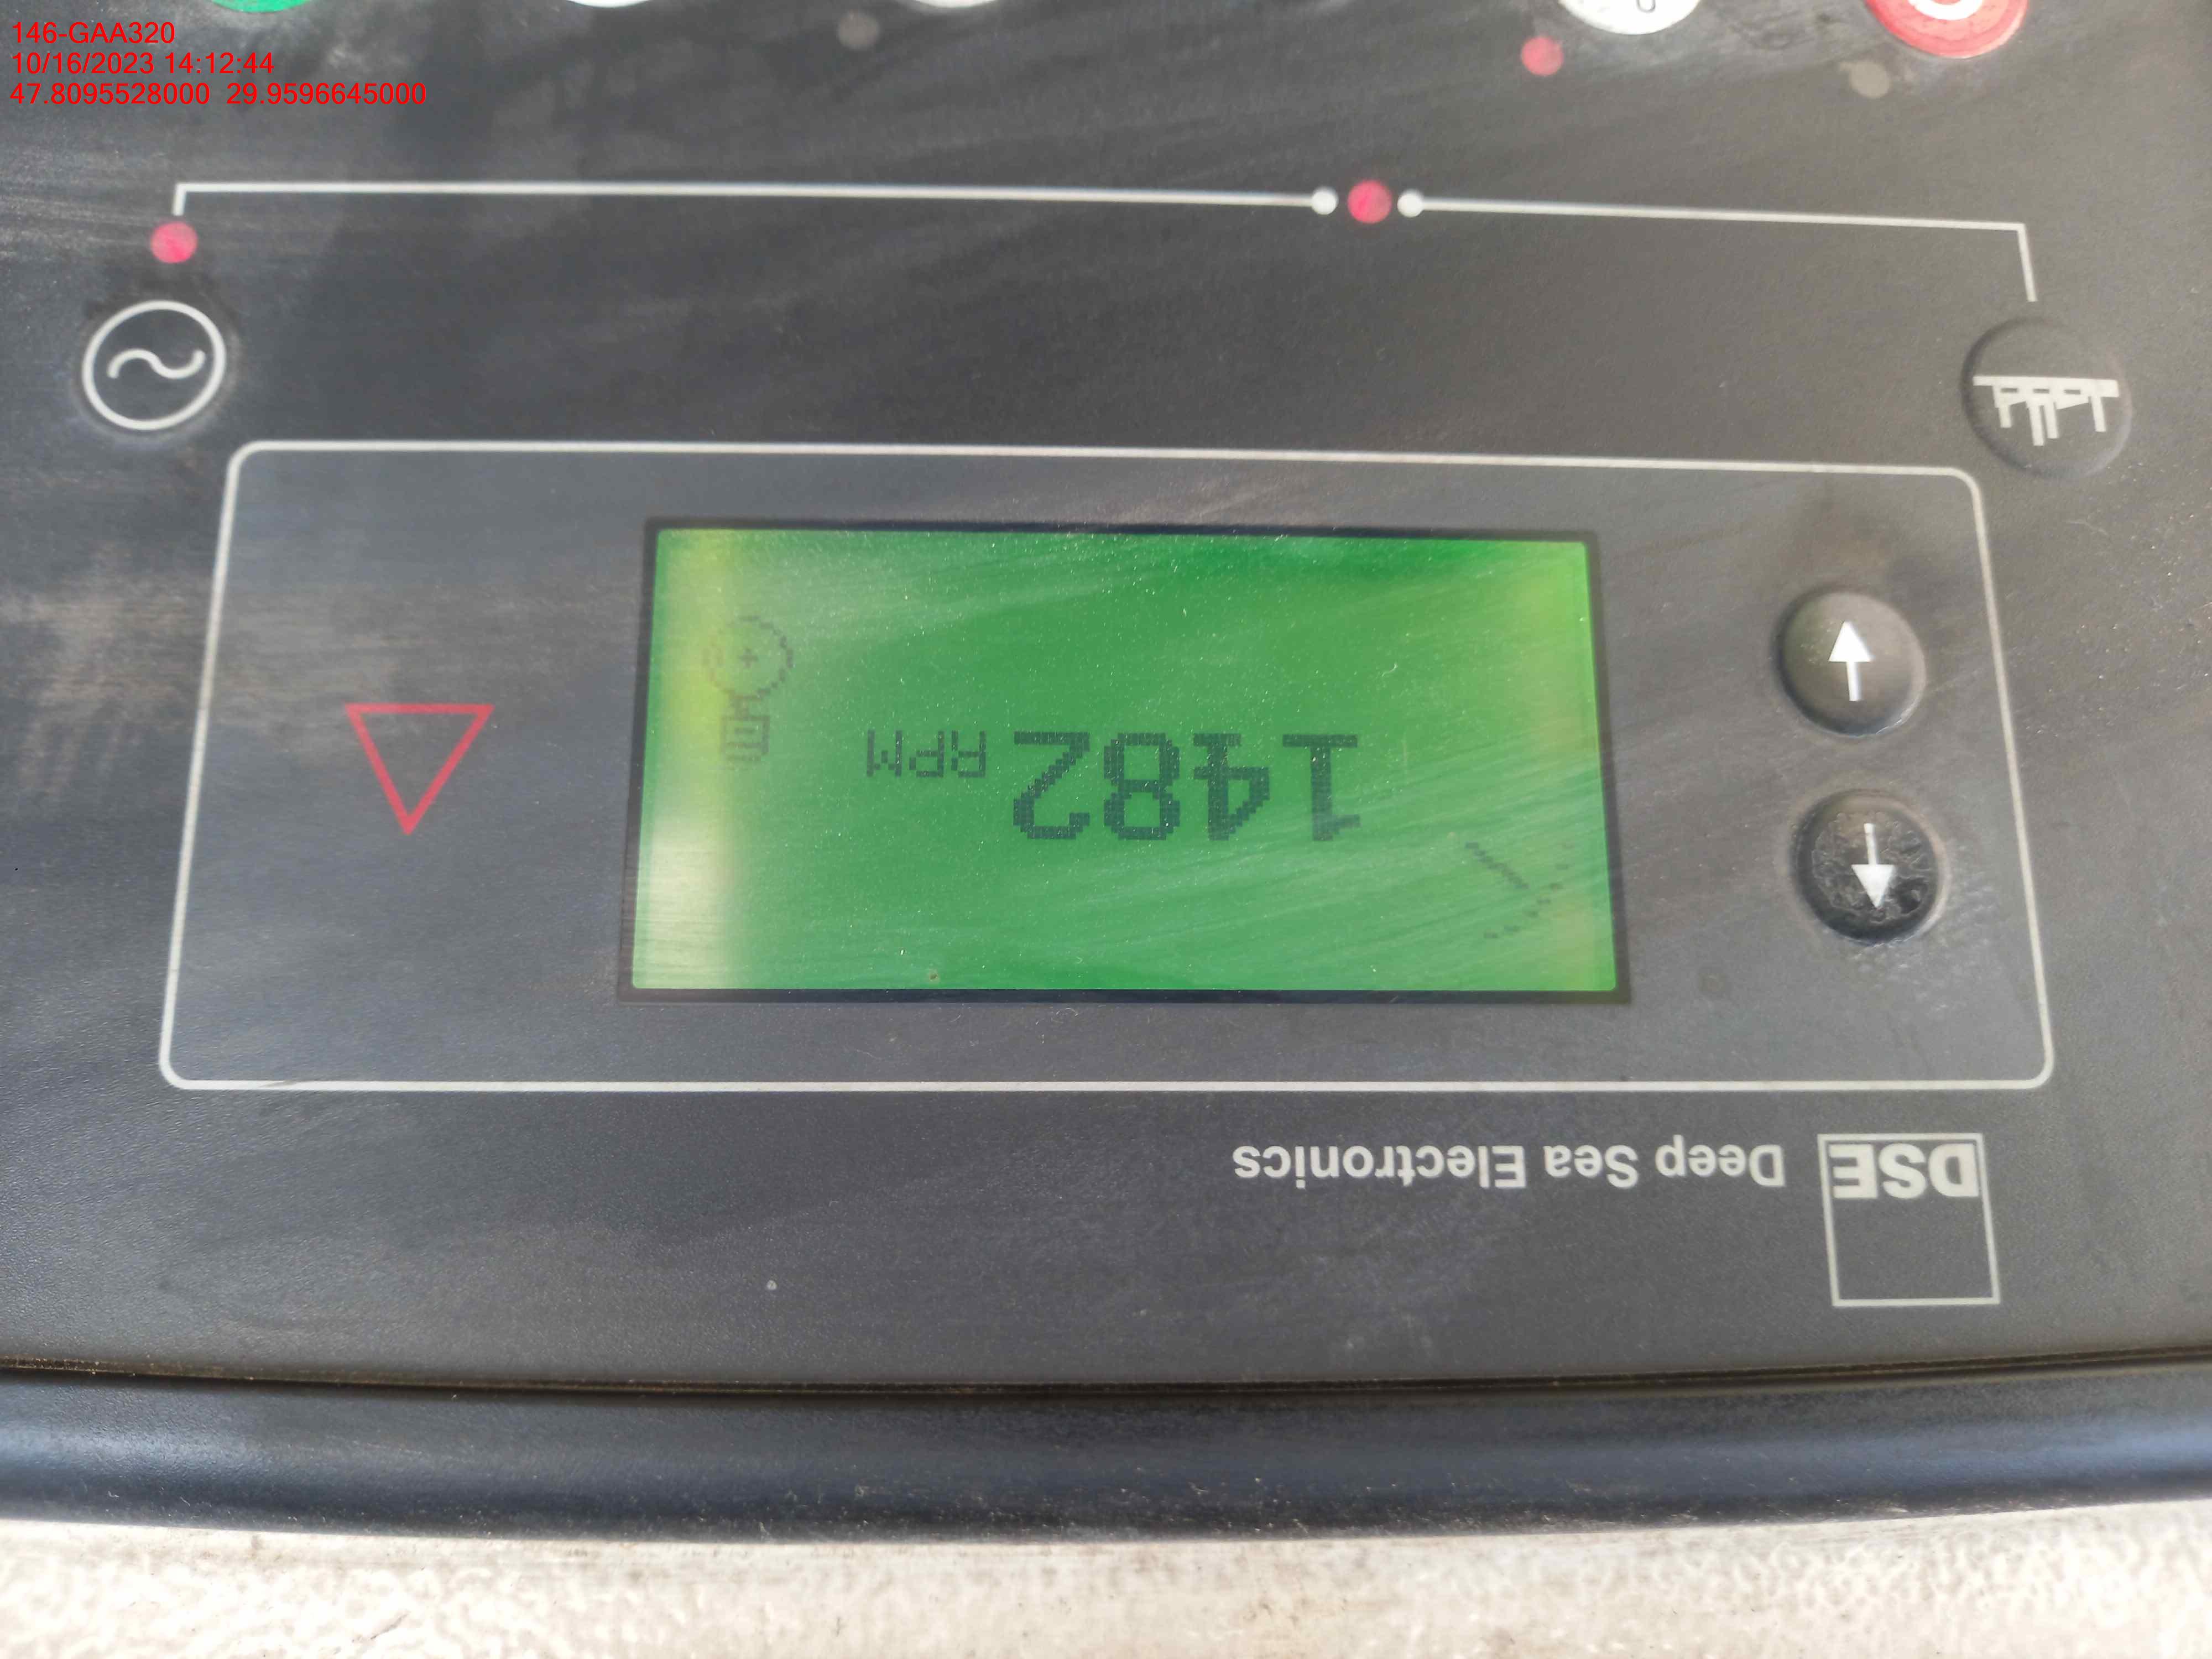 146-GAA320
10/16/2023 14:12:44
47.8095528000 29.9596645000
DSE Deep Sea Electronics
1482 RPM